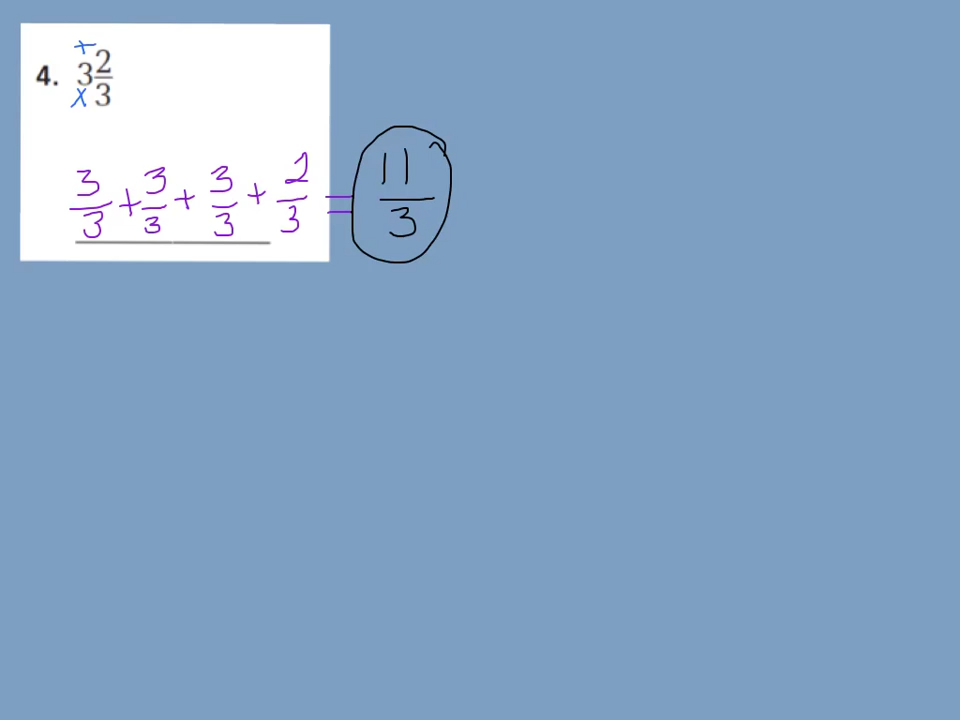 +
4. 3 2/3
x
3/3 + 3/3 + 3/3 + 2/3 = 11/3